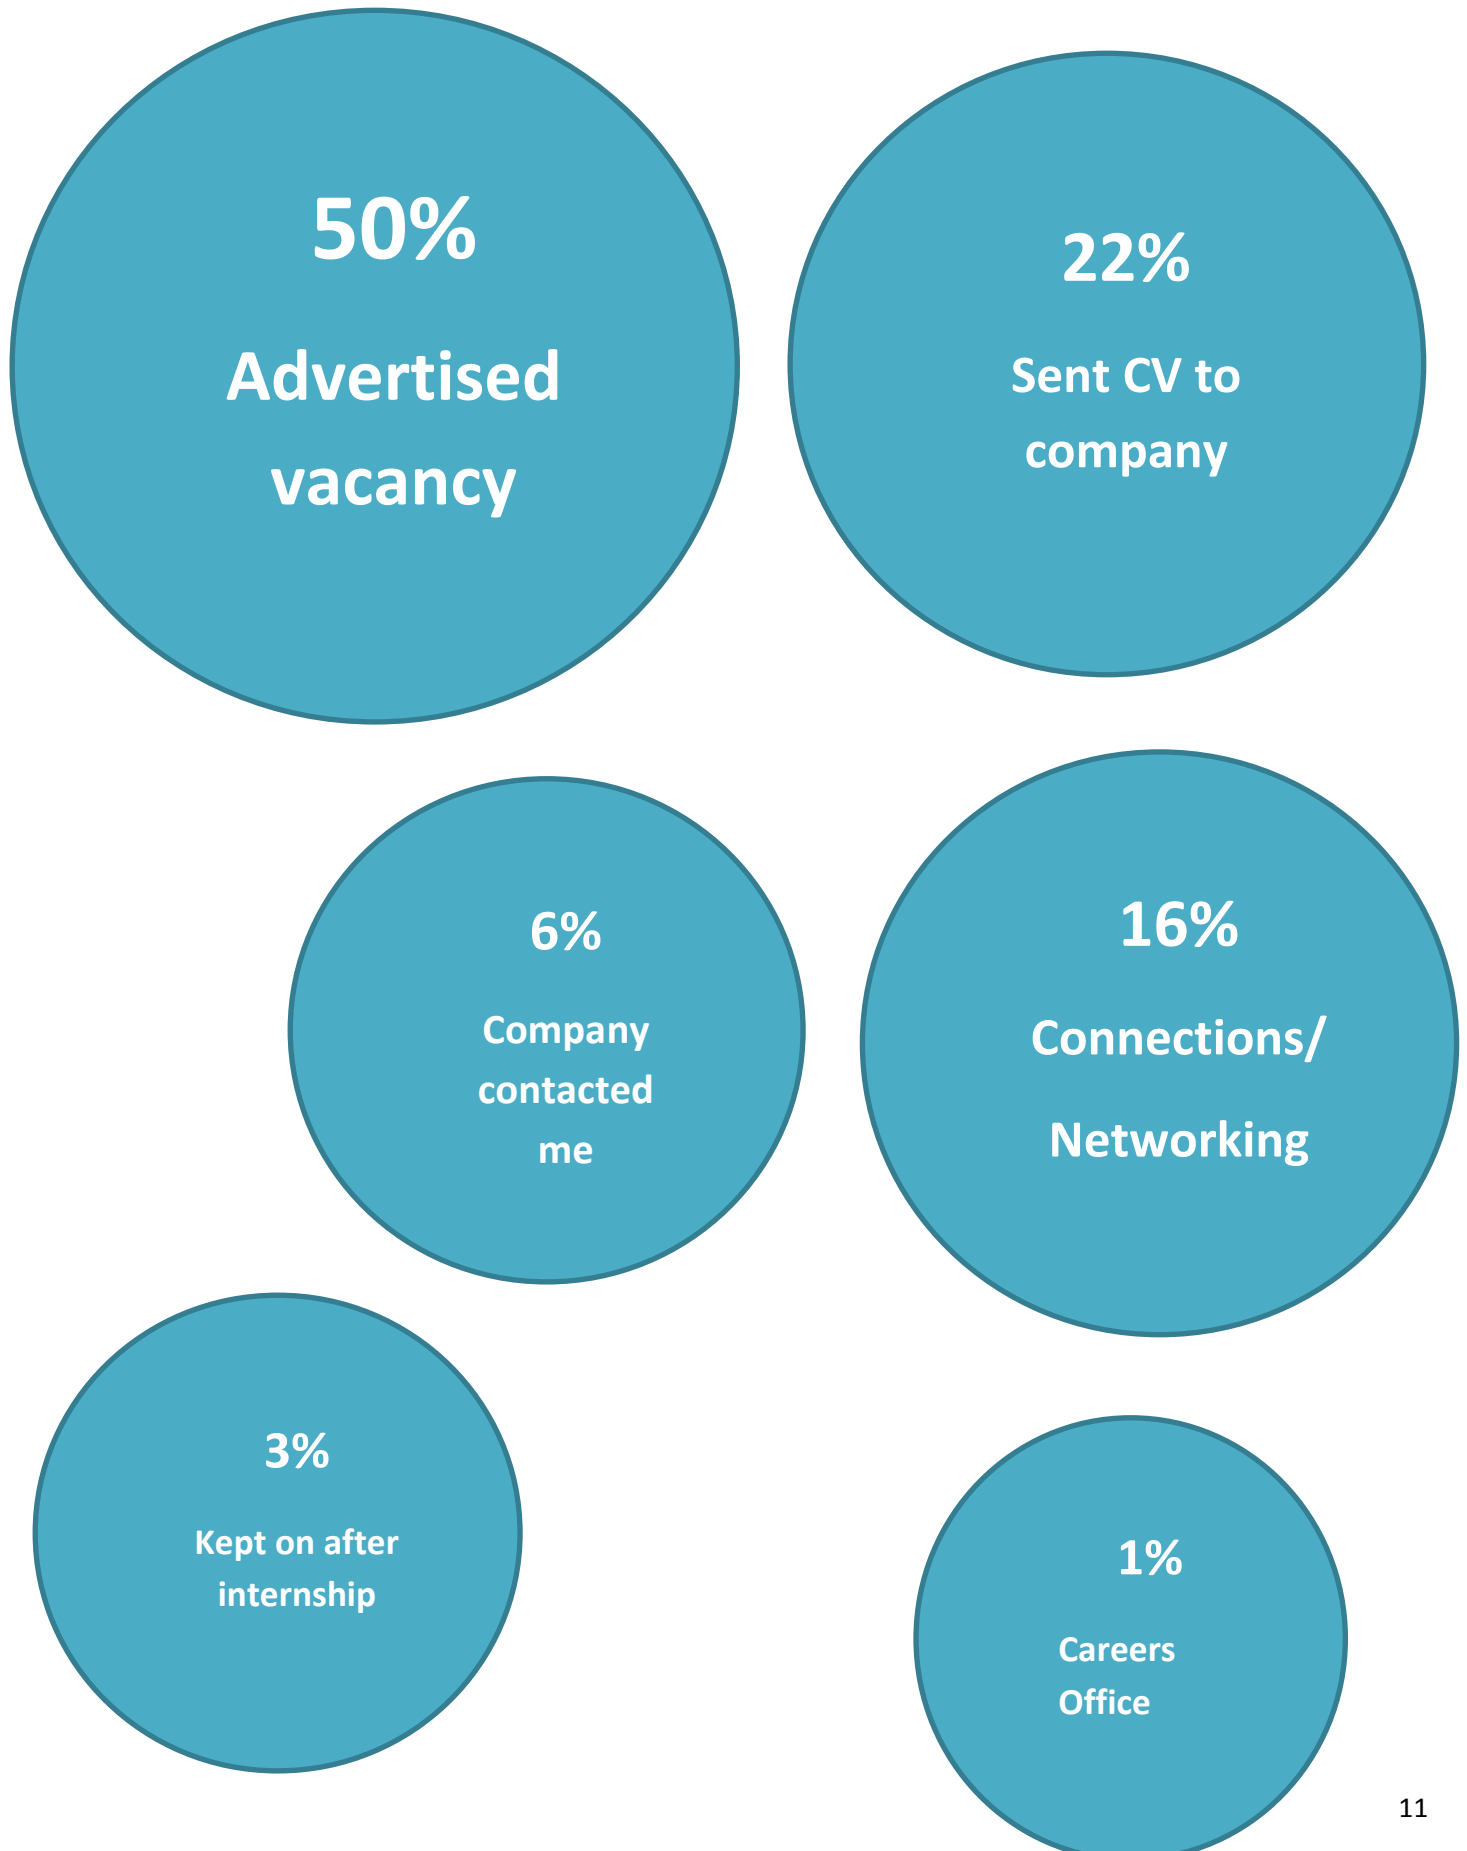 50%
Advertised
vacancy
22%
Sent CV to
company
6%
Company
contacted
me
16%
Connections/
Networking
3%
Kept on after
internship
1%
Careers
Office
11